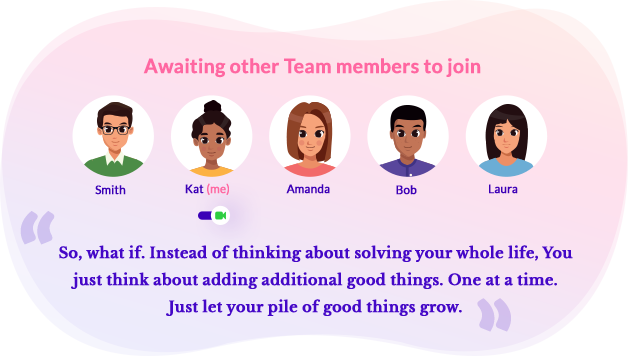 Awaiting other Team members to join
Smith Kat (me) Amanda Bob Laura
“
So, what if. Instead of thinking about solving your whole life, You
just think about adding additional good things. One at a time.
Just let your pile of good things grow.
”